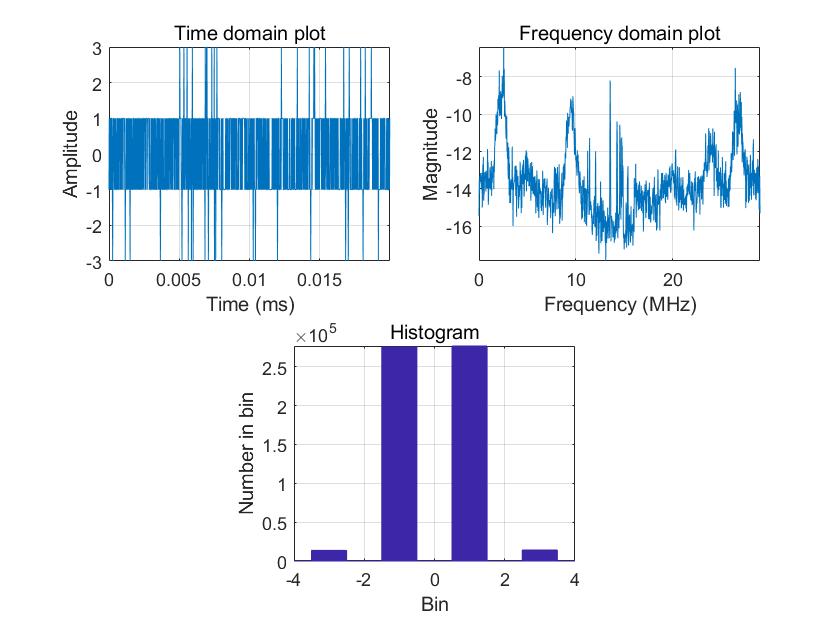 Time domain plot
3
2
1
0
-1
-2
-3
Amplitude
0 0.005 0.01 0.015
Time (ms)
Frequency domain plot
-8
-10
-12
-14
-16
Magnitude
0 10 20
Frequency (MHz)
Histogram
×10^5
2.5
2
1.5
1
0.5
0
Number in bin
-4 -2 0 2 4
Bin